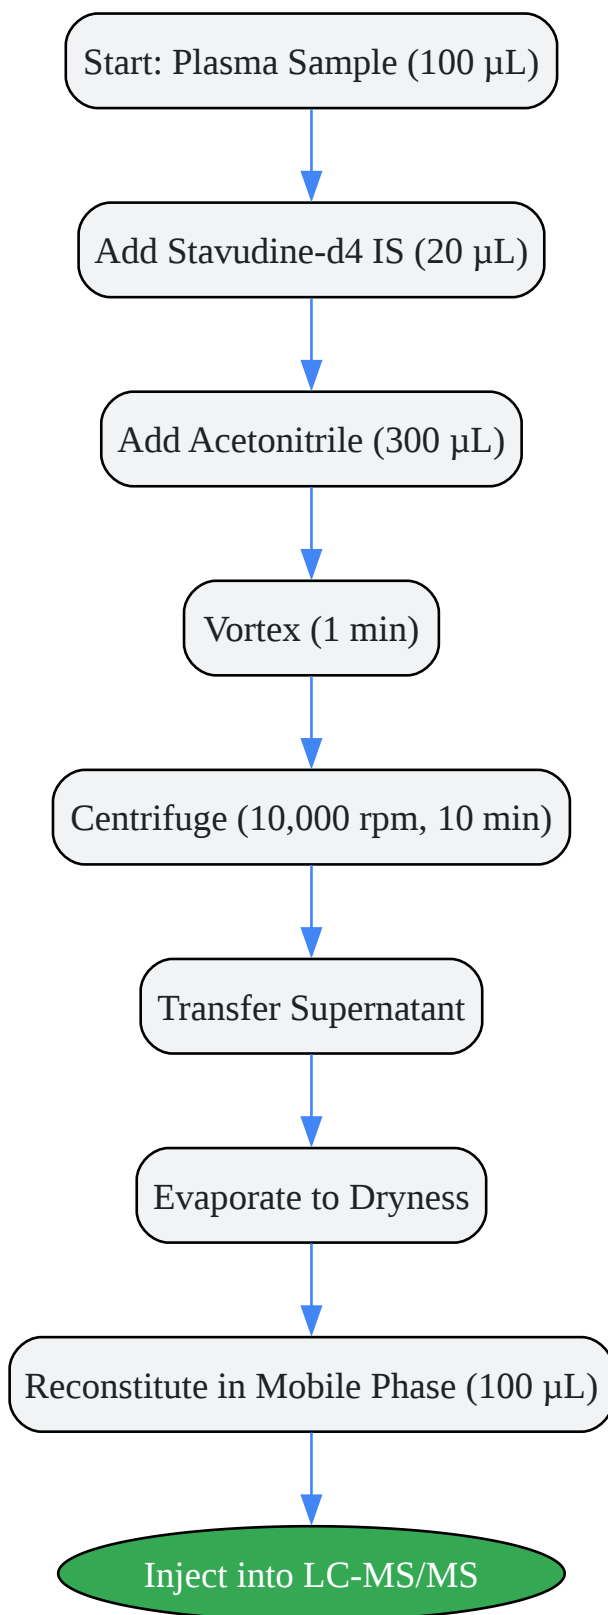 Start: Plasma Sample (100 µL)
Add Stavudine-d4 IS (20 µL)
Add Acetonitrile (300 µL)
Vortex (1 min)
Centrifuge (10,000 rpm, 10 min)
Transfer Supernatant
Evaporate to Dryness
Reconstitute in Mobile Phase (100 µL)
Inject into LC-MS/MS